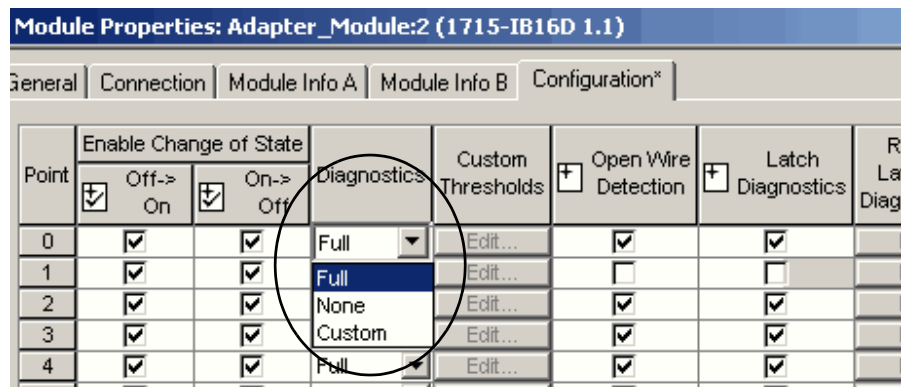 Module Properties: Adapter_Module:2 (1715-IB16D 1.1)
General Connection Module Info A Module Info B Configuration*
Point
Enable Change of State
Off->
On
On->
Off
Diagnostics
Custom
Thresholds
Open Wire
Detection
Latch
Diagnostics
0 Full Edit...
1 Full Edit...
2 None Edit...
3 Custom Edit...
4 Full Edit...